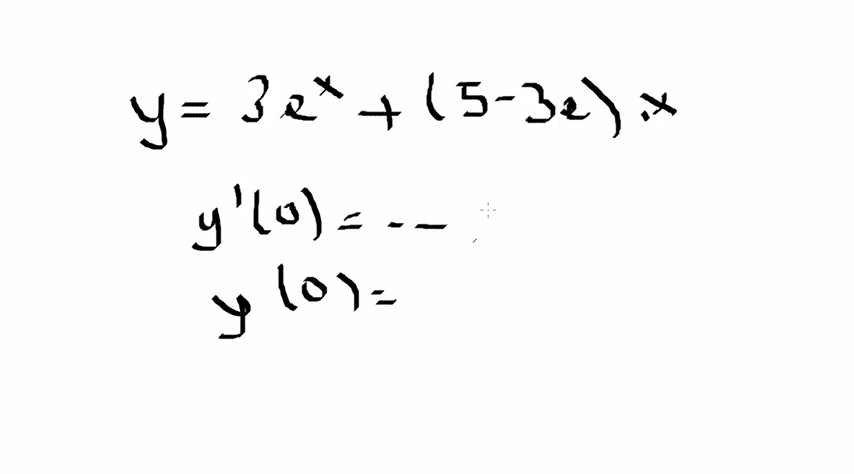 y = 3e^x + (5-3e).x
y'(0) = --
y(0) =